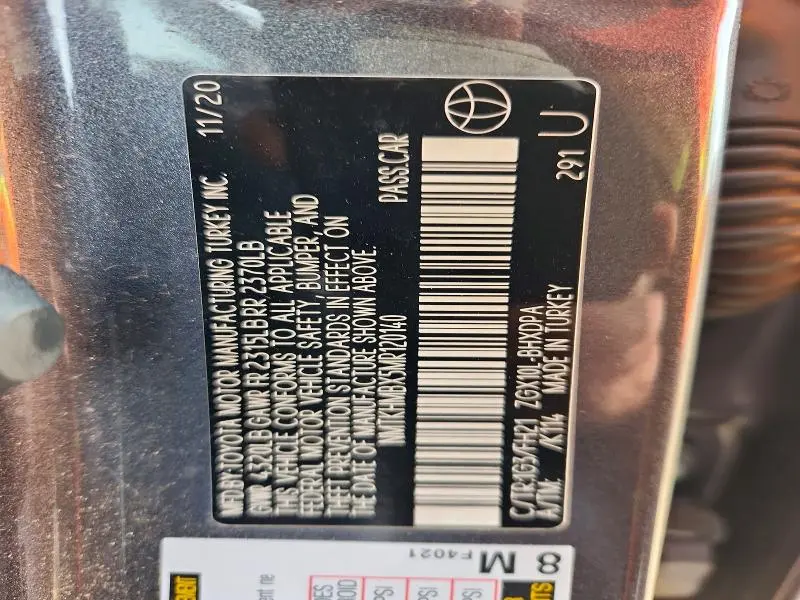 MFD BY: TOYOTA MOTOR MANUFACTURING TURKEY INC. 11/20
GVWR 4320LB GAWR FR 2315LB RR 2370LB
THIS VEHICLE CONFORMS TO ALL APPLICABLE
FEDERAL MOTOR VEHICLE SAFETY, BUMPER, AND
THEFT PREVENTION STANDARDS IN EFFECT ON
THE DATE OF MANUFACTURE SHOWN ABOVE.
NMTKHMBX5MR120140 PASS.CAR
C/TR:1G3/FH21 ZGX10L-BHXDPA 291 U
A/TM: /K114 MADE IN TURKEY
8 M
F4021